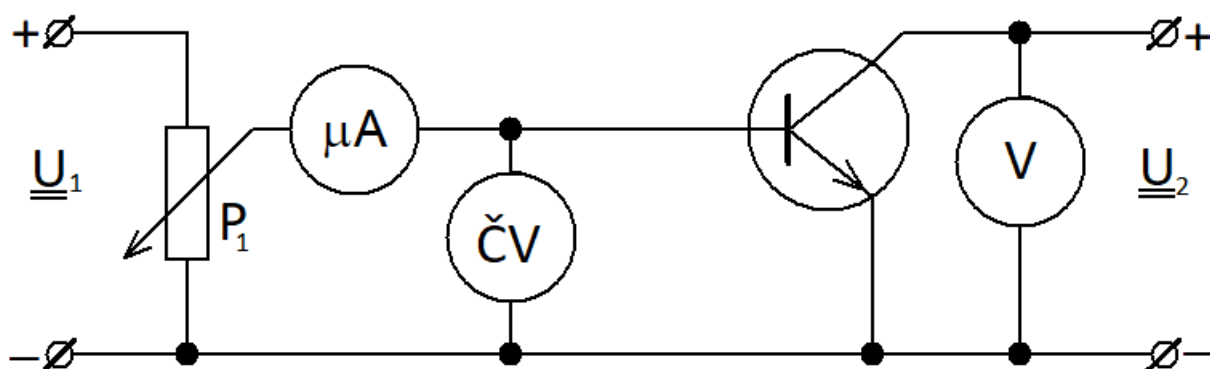 +
+
μA
V
U1
U2
P1
ČV
–
–